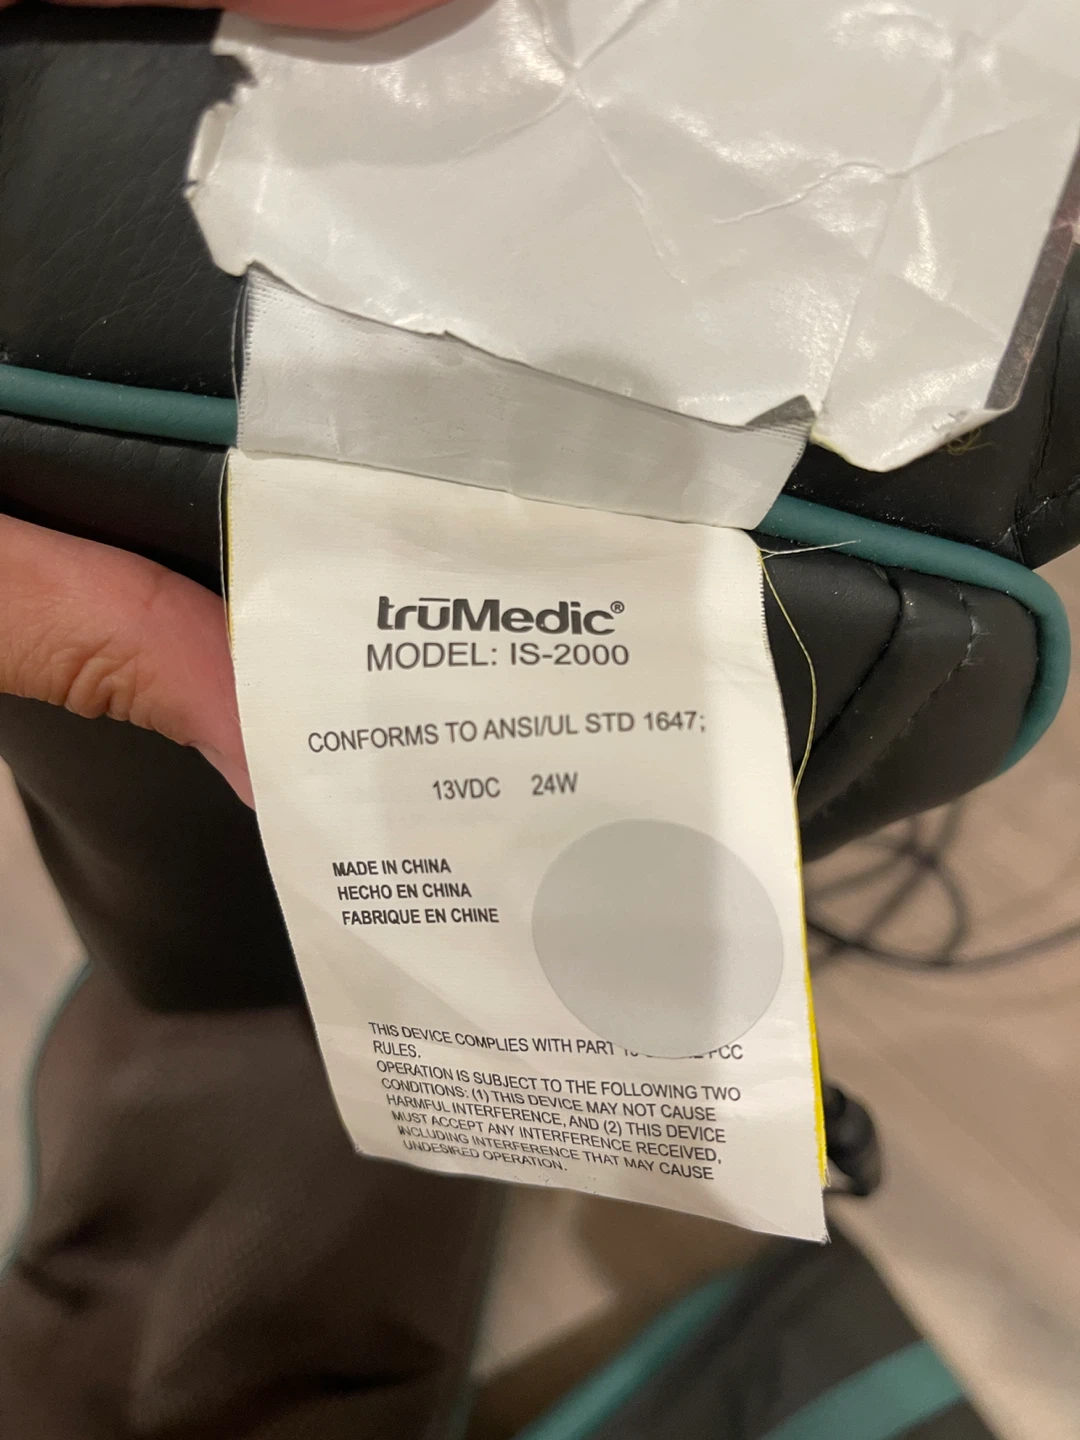 trūMedic®
MODEL: IS-2000
CONFORMS TO ANSI/UL STD 1647;
13VDC 24W
MADE IN CHINA
HECHO EN CHINA
FABRIQUE EN CHINE
THIS DEVICE COMPLIES WITH PART FCC
RULES.
OPERATION IS SUBJECT TO THE FOLLOWING TWO
CONDITIONS: (1) THIS DEVICE MAY NOT CAUSE
HARMFUL INTERFERENCE, AND (2) THIS DEVICE
MUST ACCEPT ANY INTERFERENCE RECEIVED,
INCLUDING INTERFERENCE THAT MAY CAUSE
UNDESIRED OPERATION.